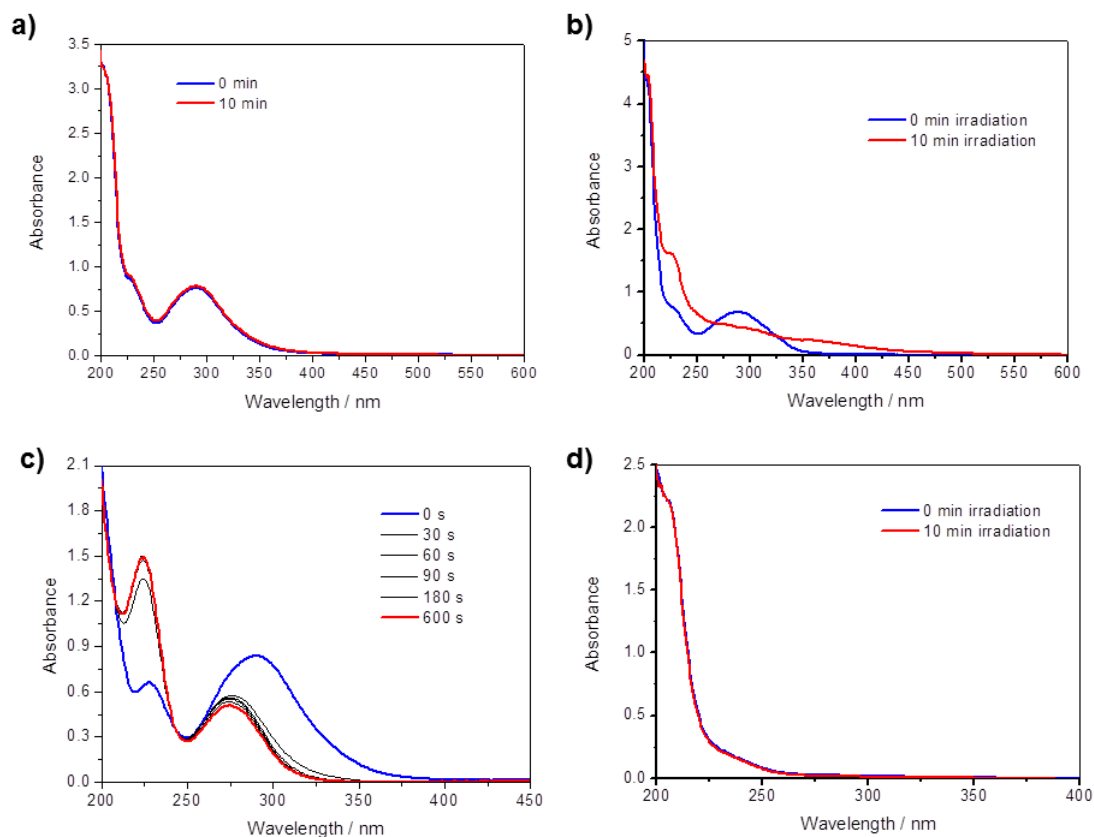 a)
3.5
3.0
2.5
2.0
1.5
1.0
0.5
0.0
Absorbance
0 min
10 min
200 250 300 350 400 450 500 550 600
Wavelength / nm
b)
5
4
3
2
1
0
Absorbance
0 min irradiation
10 min irradiation
200 250 300 350 400 450 500 550 600
Wavelength / nm
c)
2.1
1.8
1.5
1.2
0.9
0.6
0.3
0.0
Absorbance
0 s
30 s
60 s
90 s
180 s
600 s
200 250 300 350 400 450
Wavelength / nm
d)
2.5
2.0
1.5
1.0
0.5
0.0
Absorbance
0 min irradiation
10 min irradiation
200 250 300 350 400
Wavelength / nm